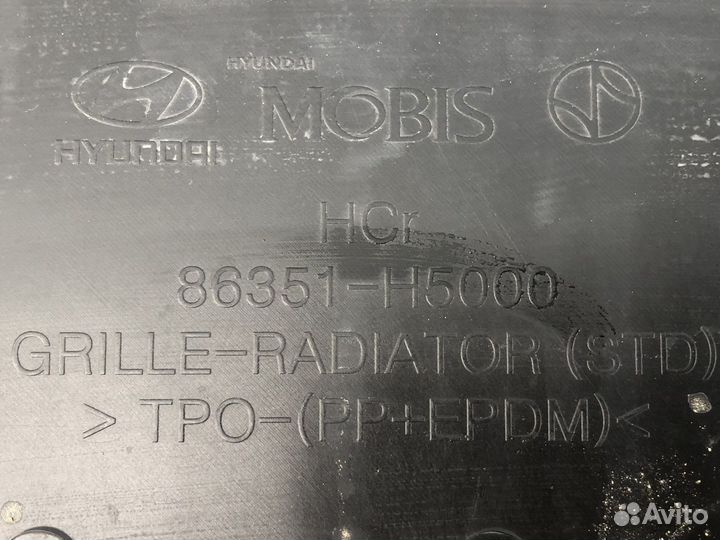 HYUNDAI
HYUNDAI
MOBIS
HCr
86351-H5000
GRILLE-RADIATOR (STD)
> TPO-(PP+EPDM)<
Avito